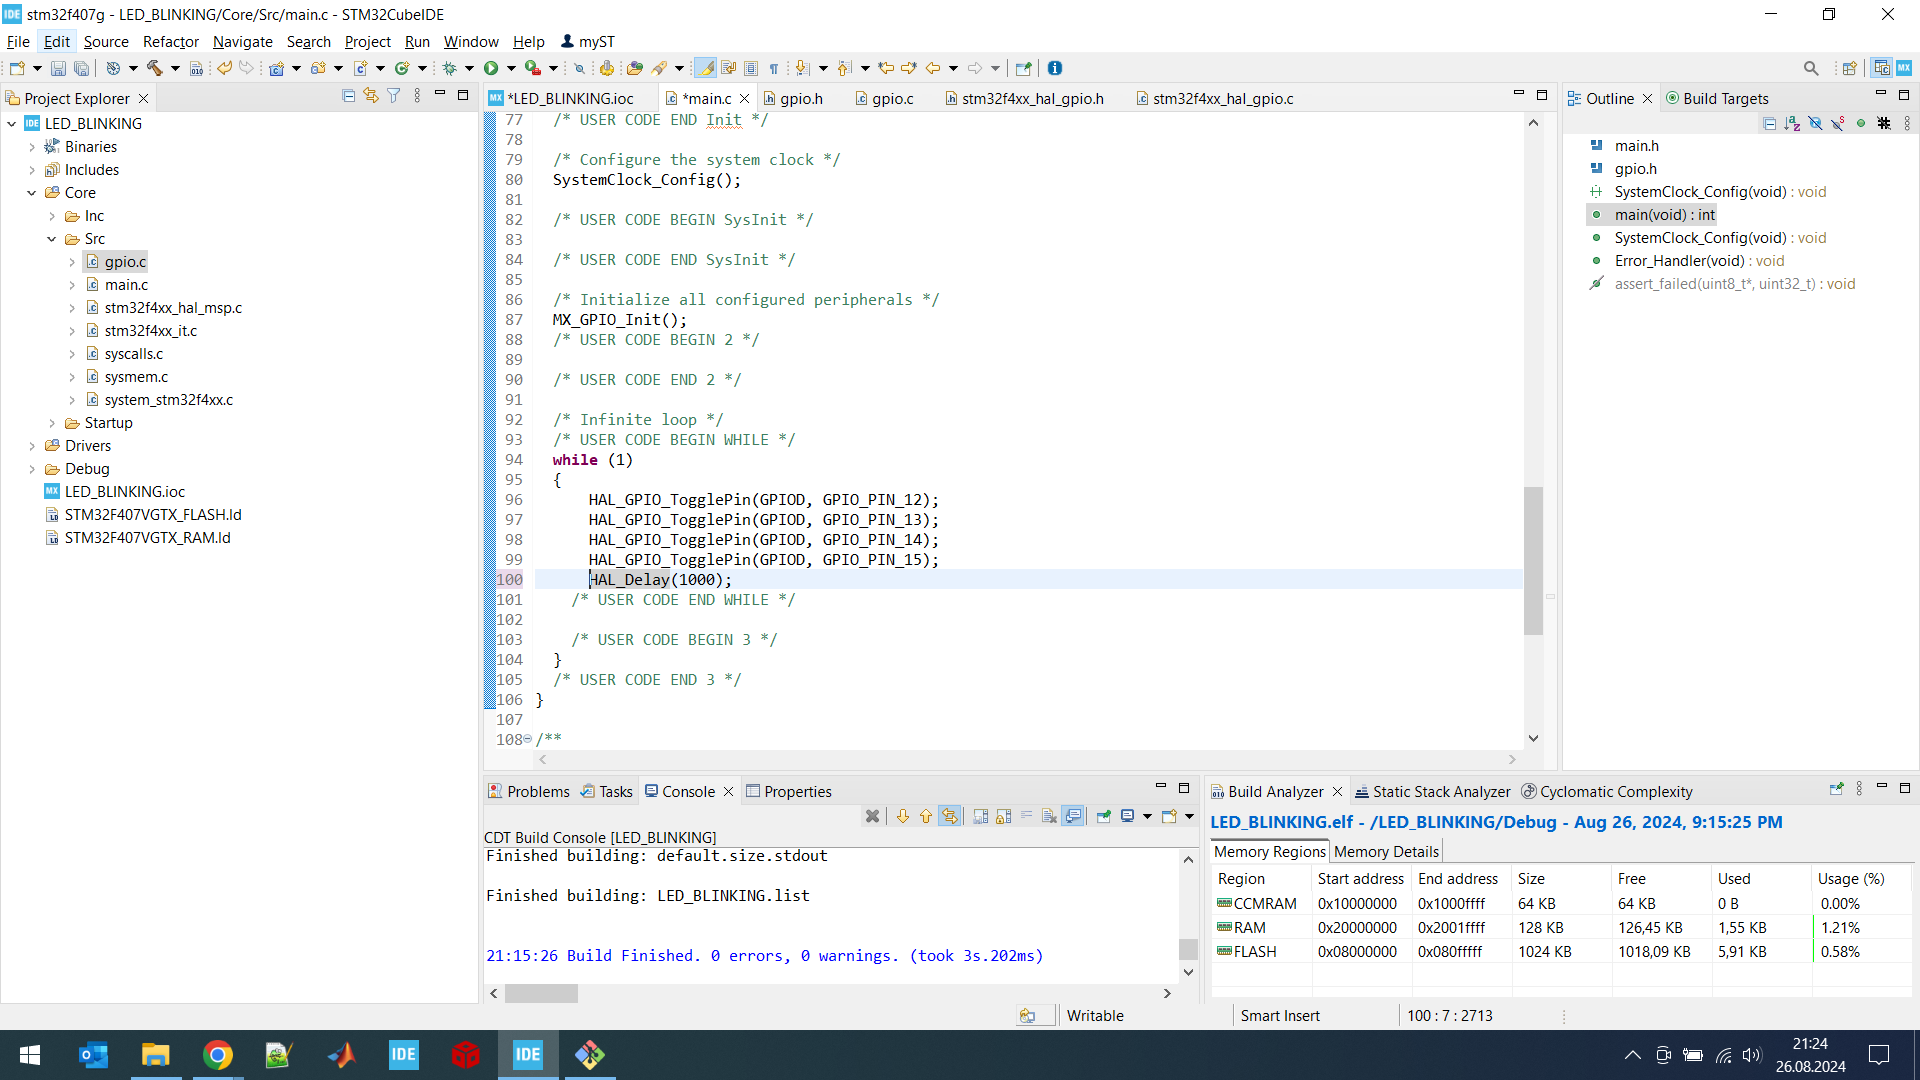 IDE stm32f407g - LED_BLINKING/Core/Src/main.c - STM32CubeIDE
File Edit Source Refactor Navigate Search Project Run Window Help myST
Project Explorer
LED_BLINKING
Binaries
Includes
Core
Inc
Src
gpio.c
main.c
stm32f4xx_hal_msp.c
stm32f4xx_it.c
syscalls.c
sysmem.c
system_stm32f4xx.c
Startup
Drivers
Debug
LED_BLINKING.ioc
STM32F407VGTX_FLASH.ld
STM32F407VGTX_RAM.ld
*LED_BLINKING.ioc *main.c gpio.h gpio.c stm32f4xx_hal_gpio.h stm32f4xx_hal_gpio.c
77 /* USER CODE END Init */
78
79 /* Configure the system clock */
80 SystemClock_Config();
81
82 /* USER CODE BEGIN SysInit */
83
84 /* USER CODE END SysInit */
85
86 /* Initialize all configured peripherals */
87 MX_GPIO_Init();
88 /* USER CODE BEGIN 2 */
89
90 /* USER CODE END 2 */
91
92 /* Infinite loop */
93 /* USER CODE BEGIN WHILE */
94 while (1)
95 {
96 HAL_GPIO_TogglePin(GPIOD, GPIO_PIN_12);
97 HAL_GPIO_TogglePin(GPIOD, GPIO_PIN_13);
98 HAL_GPIO_TogglePin(GPIOD, GPIO_PIN_14);
99 HAL_GPIO_TogglePin(GPIOD, GPIO_PIN_15);
100 HAL_Delay(1000);
101 /* USER CODE END WHILE */
102
103 /* USER CODE BEGIN 3 */
104 }
105 /* USER CODE END 3 */
106 }
107
108 /**
Outline Build Targets
main.h
gpio.h
SystemClock_Config(void) : void
main(void) : int
SystemClock_Config(void) : void
Error_Handler(void) : void
assert_failed(uint8_t*, uint32_t) : void
Problems Tasks Console Properties
CDT Build Console [LED_BLINKING]
Finished building: default.size.stdout
Finished building: LED_BLINKING.list
21:15:26 Build Finished. 0 errors, 0 warnings. (took 3s.202ms)
Build Analyzer Static Stack Analyzer Cyclomatic Complexity
LED_BLINKING.elf - /LED_BLINKING/Debug - Aug 26, 2024, 9:15:25 PM
Memory Regions Memory Details
Region Start address End address Size Free Used Usage (%)
CCMRAM 0x10000000 0x1000ffff 64 KB 64 KB 0 B 0.00%
RAM 0x20000000 0x2001ffff 128 KB 126,45 KB 1,55 KB 1.21%
FLASH 0x08000000 0x080fffff 1024 KB 1018,09 KB 5,91 KB 0.58%
Writable Smart Insert 100 : 7 : 2713
IDE IDE
21:24
26.08.2024